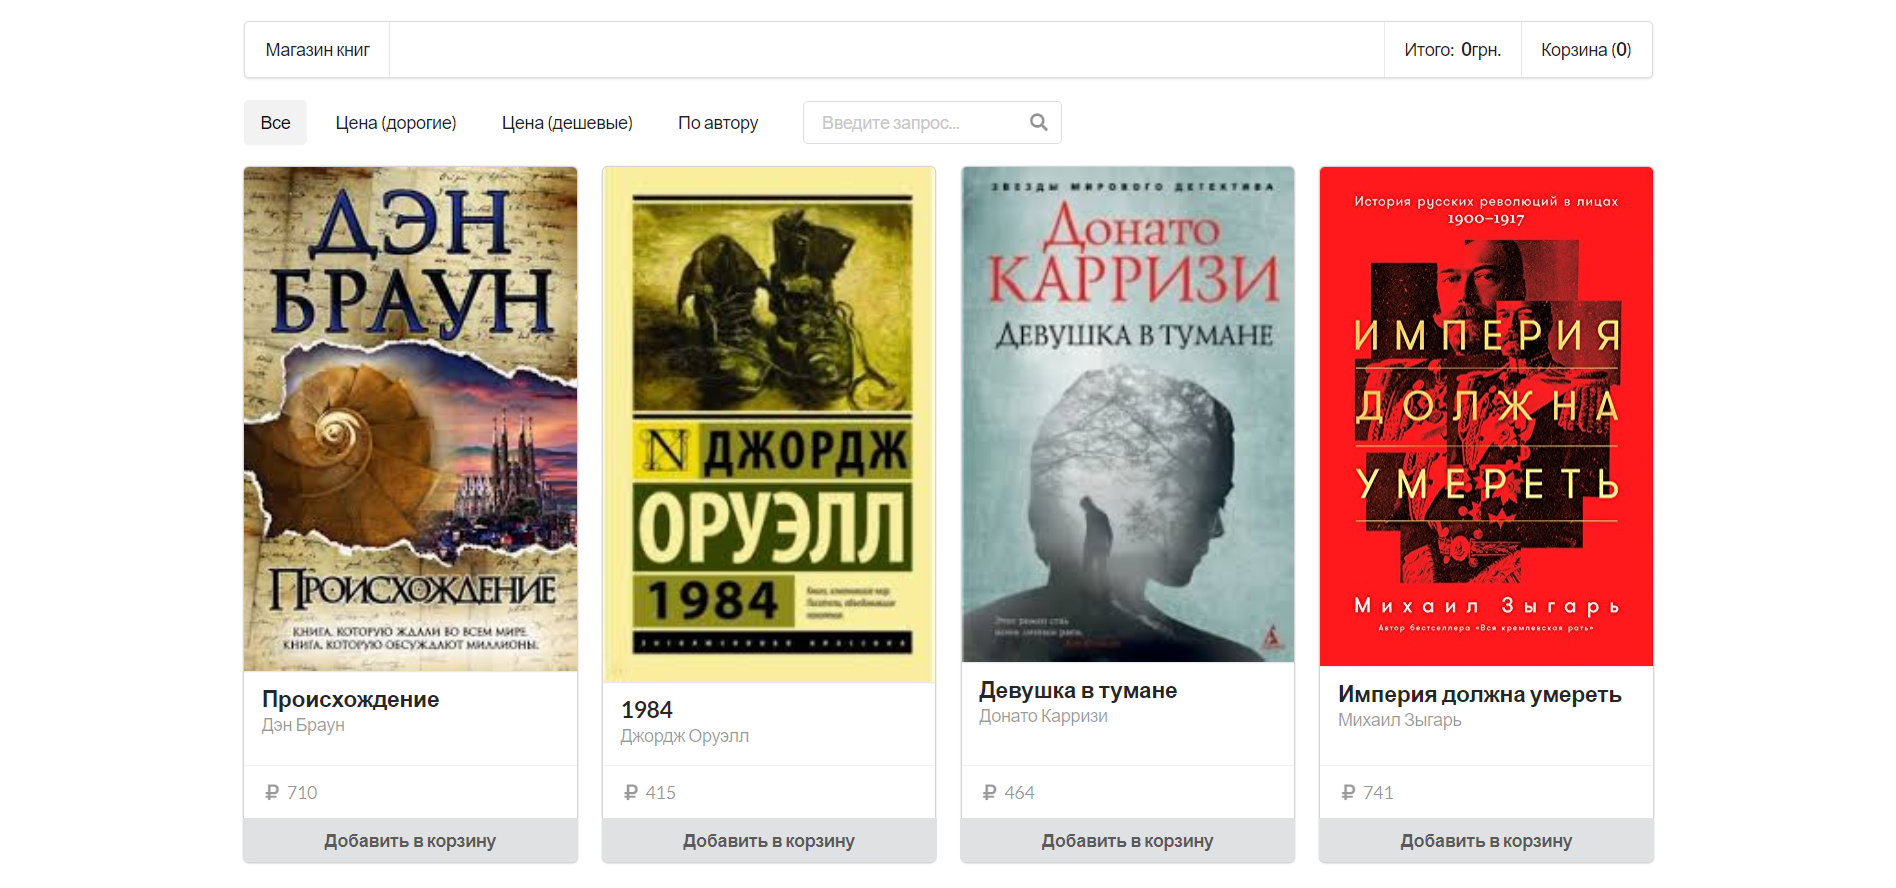 Магазин книг
Итого: 0грн.
Корзина (0)
Все
Цена (дорогие)
Цена (дешевые)
По автору
Введите запрос...
ДЭН
БРАУН
ПРОИСХОЖДЕНИЕ
КНИГА, КОТОРУЮ ЖДАЛИ ВО ВСЕМ МИРЕ.
КНИГА, КОТОРУЮ ОБСУЖДАЮТ МИЛЛИОНЫ.
Происхождение
Дэн Браун
₽ 710
Добавить в корзину
ДЖОРДЖ
ОРУЭЛЛ
1984
ЭКСКЛЮЗИВНАЯ КЛАССИКА
1984
Джордж Оруэлл
₽ 415
Добавить в корзину
ЗВЕЗДЫ МИРОВОГО ДЕТЕКТИВА
ДОНАТО
КАРРИЗИ
ДЕВУШКА В ТУМАНЕ
Девушка в тумане
Донато Карризи
₽ 464
Добавить в корзину
История русских революций в лицах
1900–1917
ИМПЕРИЯ
ДОЛЖНА
УМЕРЕТЬ
Михаил Зыгарь
Автор бестселлера «Вся кремлевская рать»
Империя должна умереть
Михаил Зыгарь
₽ 741
Добавить в корзину